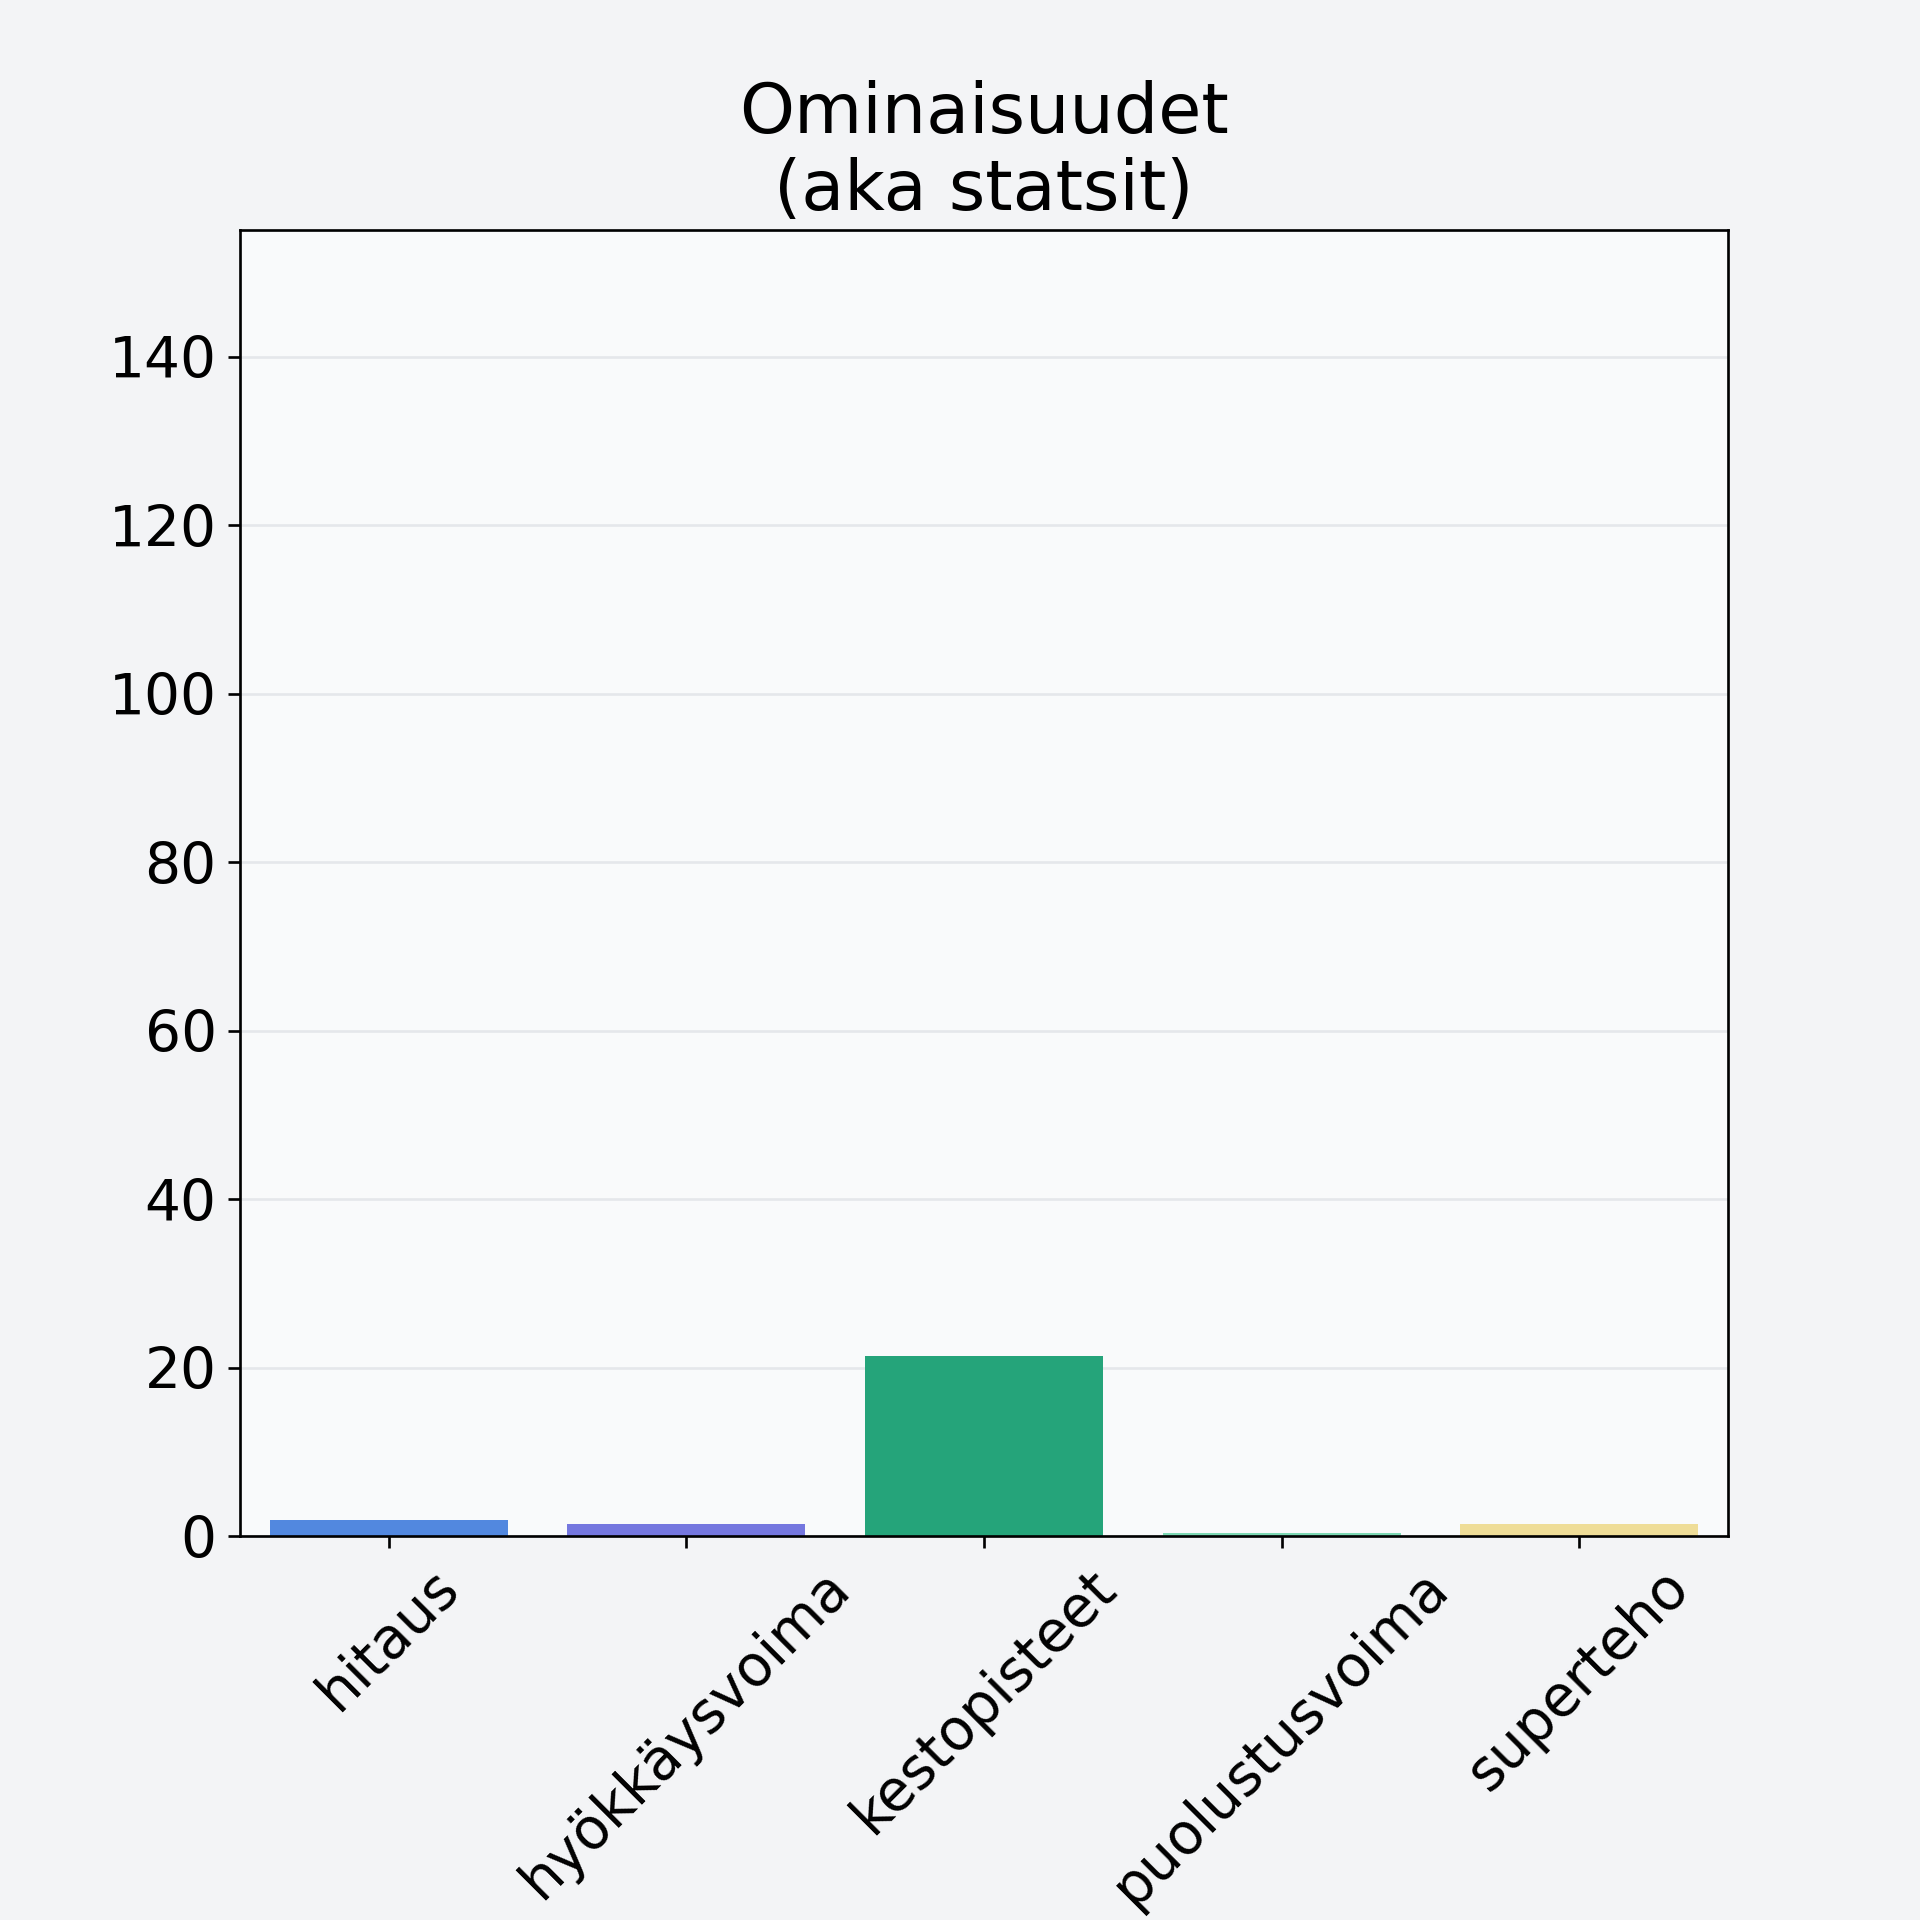 Ominaisuudet
(aka statsit)
140
120
100
80
60
40
20
0
hitaus
hyökkäysvoima
kestopisteet
puolustusvoima
superteho